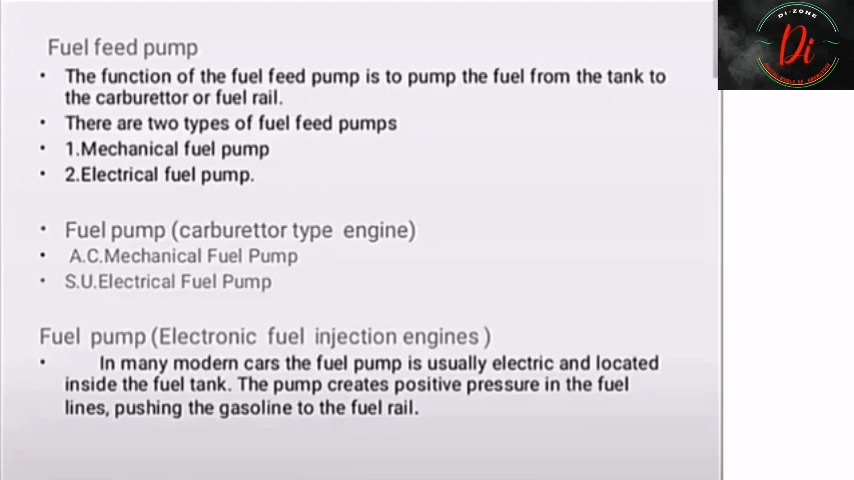 DI-ZONE
Di
Fuel feed pump
• The function of the fuel feed pump is to pump the fuel from the tank to
the carburettor or fuel rail.
• There are two types of fuel feed pumps
• 1.Mechanical fuel pump
• 2.Electrical fuel pump.
• Fuel pump (carburettor type engine)
• A.C.Mechanical Fuel Pump
• S.U.Electrical Fuel Pump
Fuel pump (Electronic fuel injection engines )
• In many modern cars the fuel pump is usually electric and located
inside the fuel tank. The pump creates positive pressure in the fuel
lines, pushing the gasoline to the fuel rail.